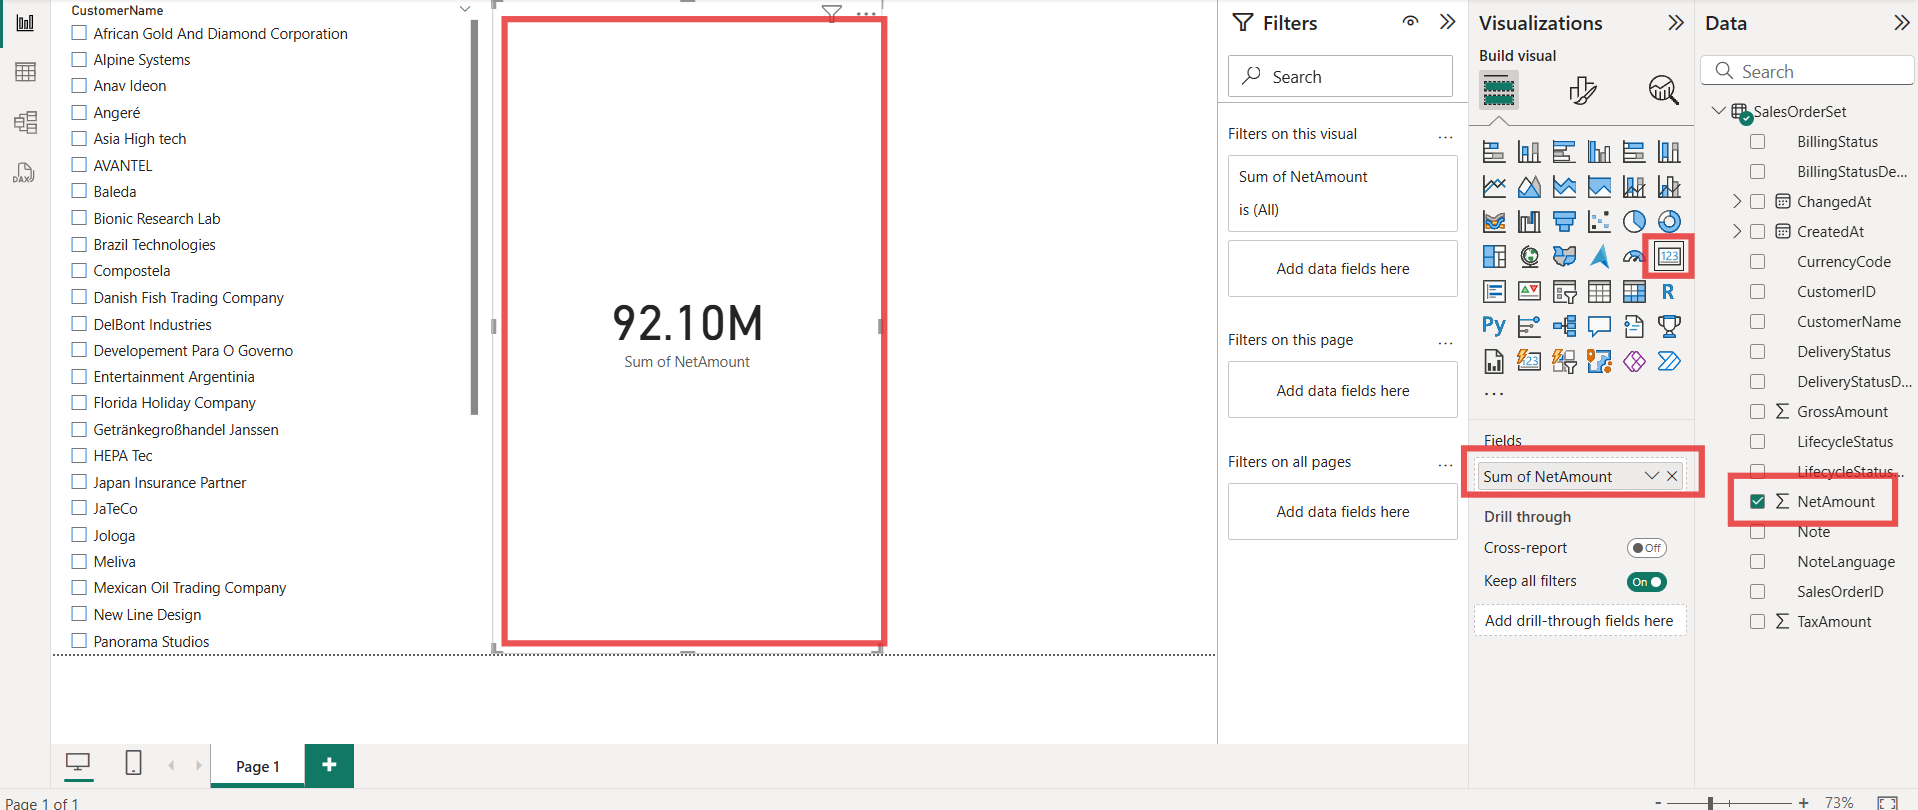 CustomerName
African Gold And Diamond Corporation
Alpine Systems
Anav Ideon
Angeré
Asia High tech
AVANTEL
Baleda
Bionic Research Lab
Brazil Technologies
Compostela
Danish Fish Trading Company
DelBont Industries
Developement Para O Governo
Entertainment Argentinia
Florida Holiday Company
Getränkegroßhandel Janssen
HEPA Tec
Japan Insurance Partner
JaTeCo
Jologa
Meliva
Mexican Oil Trading Company
New Line Design
Panorama Studios
92.10M
Sum of NetAmount
Filters
Search
Filters on this visual
...
Sum of NetAmount
is (All)
Add data fields here
Filters on this page
...
Add data fields here
Filters on all pages
...
Add data fields here
Visualizations
Build visual
123
R
Py
123
...
Fields
Sum of NetAmount
Drill through
Cross-report
Off
Keep all filters
On
Add drill-through fields here
Data
Search
SalesOrderSet
BillingStatus
BillingStatusDe...
ChangedAt
CreatedAt
CurrencyCode
CustomerID
CustomerName
DeliveryStatus
DeliveryStatusD...
GrossAmount
LifecycleStatus
LifecycleStatus...
NetAmount
Note
NoteLanguage
SalesOrderID
TaxAmount
DAX
Page 1
+
Page 1 of 1
- + 73%